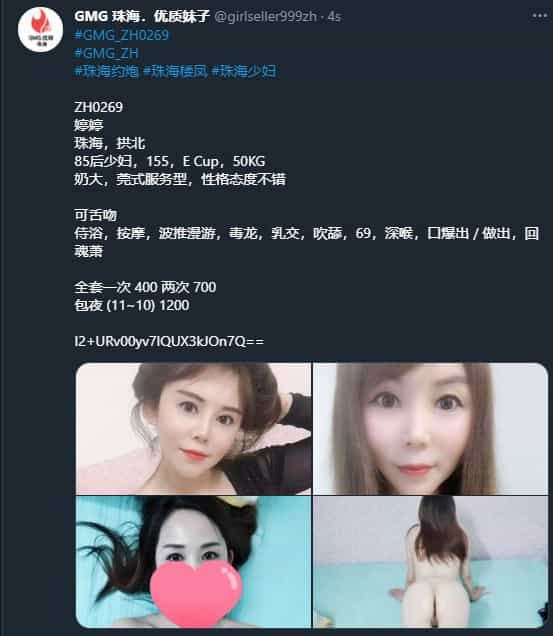 GMG 珠海．优质妹子 @girlseller999zh · 4s
#GMG_ZH0269
#GMG_ZH
#珠海约炮 #珠海楼凤 #珠海少妇
ZH0269
婷婷
珠海，拱北
85后少妇，155，E Cup，50KG
奶大，莞式服务型，性格态度不错
可舌吻
侍浴，按摩，波推漫游，毒龙，乳交，吹舔，69，深喉，口爆出 / 做出，回
魂萧
全套一次 400 两次 700
包夜 (11~10) 1200